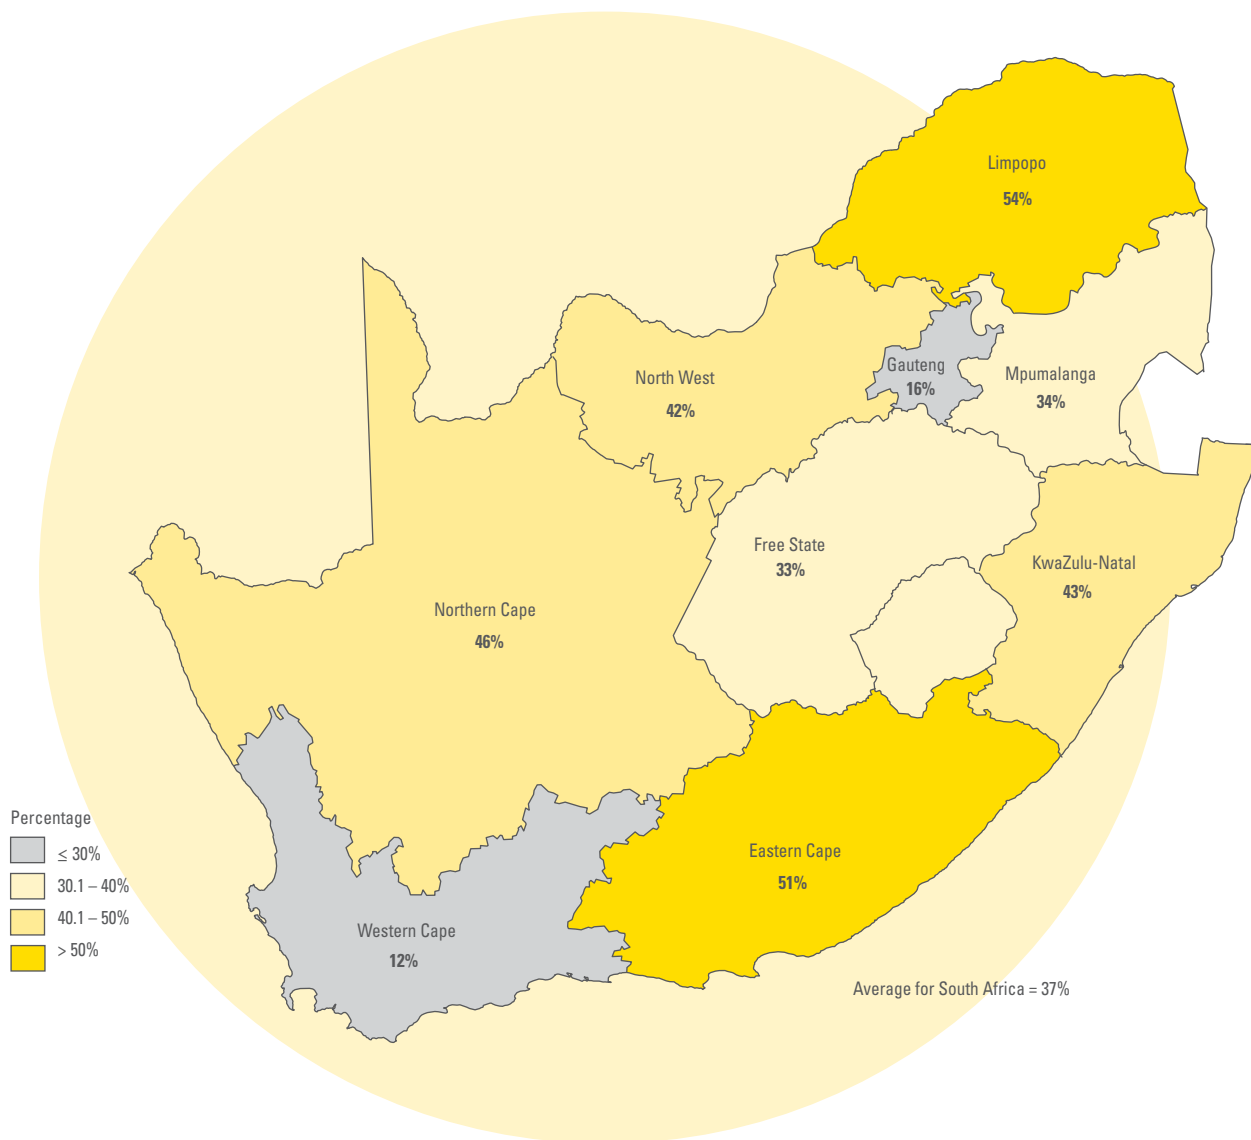 Limpopo
54%
Gauteng
16%
Mpumalanga
34%
North West
42%
Free State
33%
KwaZulu-Natal
43%
Northern Cape
46%
Percentage
≤ 30%
30.1 – 40%
40.1 – 50%
> 50%
Eastern Cape
51%
Western Cape
12%
Average for South Africa = 37%